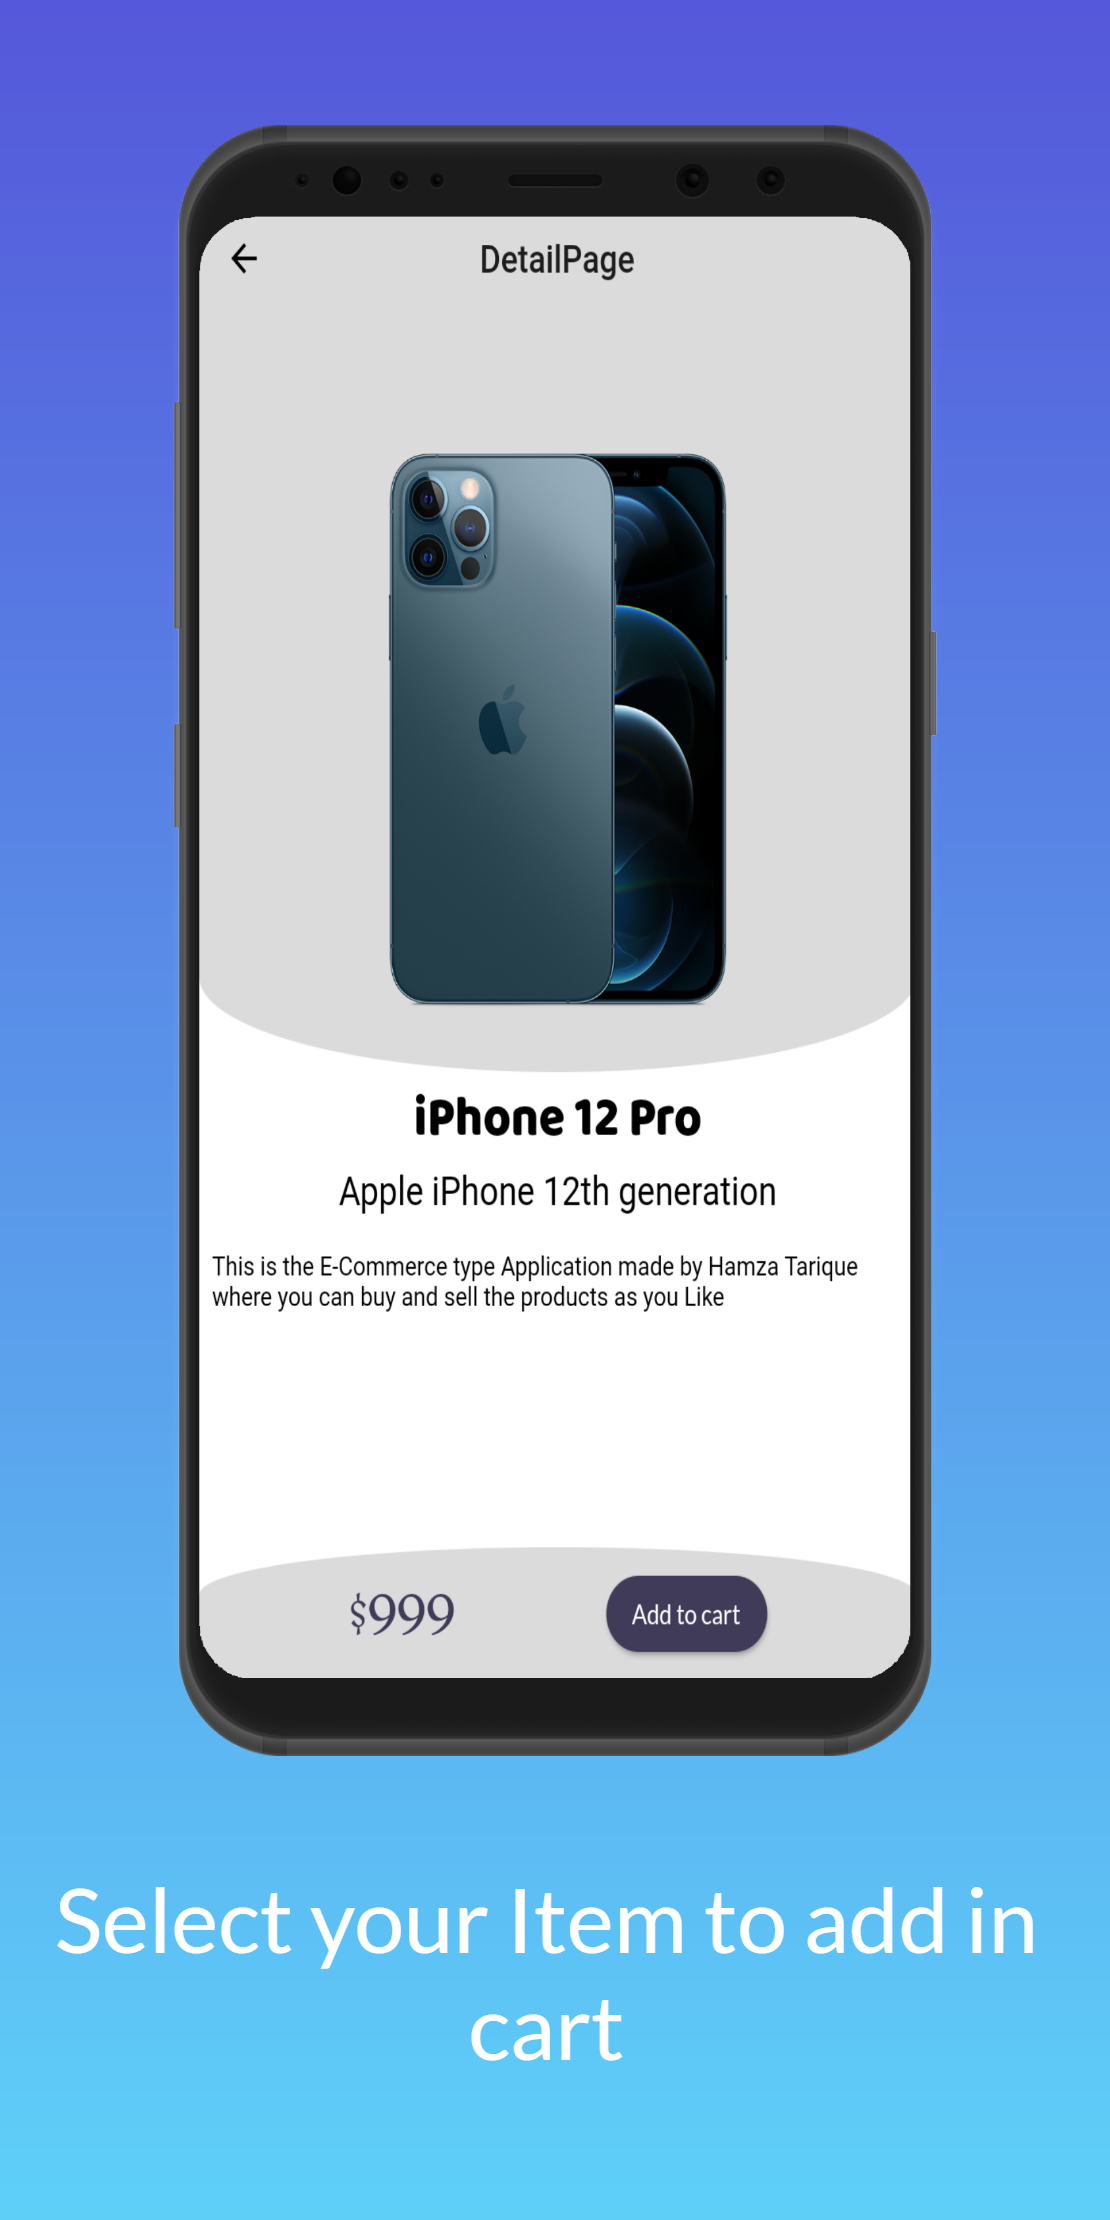 DetailPage
iPhone 12 Pro
Apple iPhone 12th generation
This is the E-Commerce type Application made by Hamza Tarique
where you can buy and sell the products as you Like
$999
Add to cart
Select your Item to add in
cart